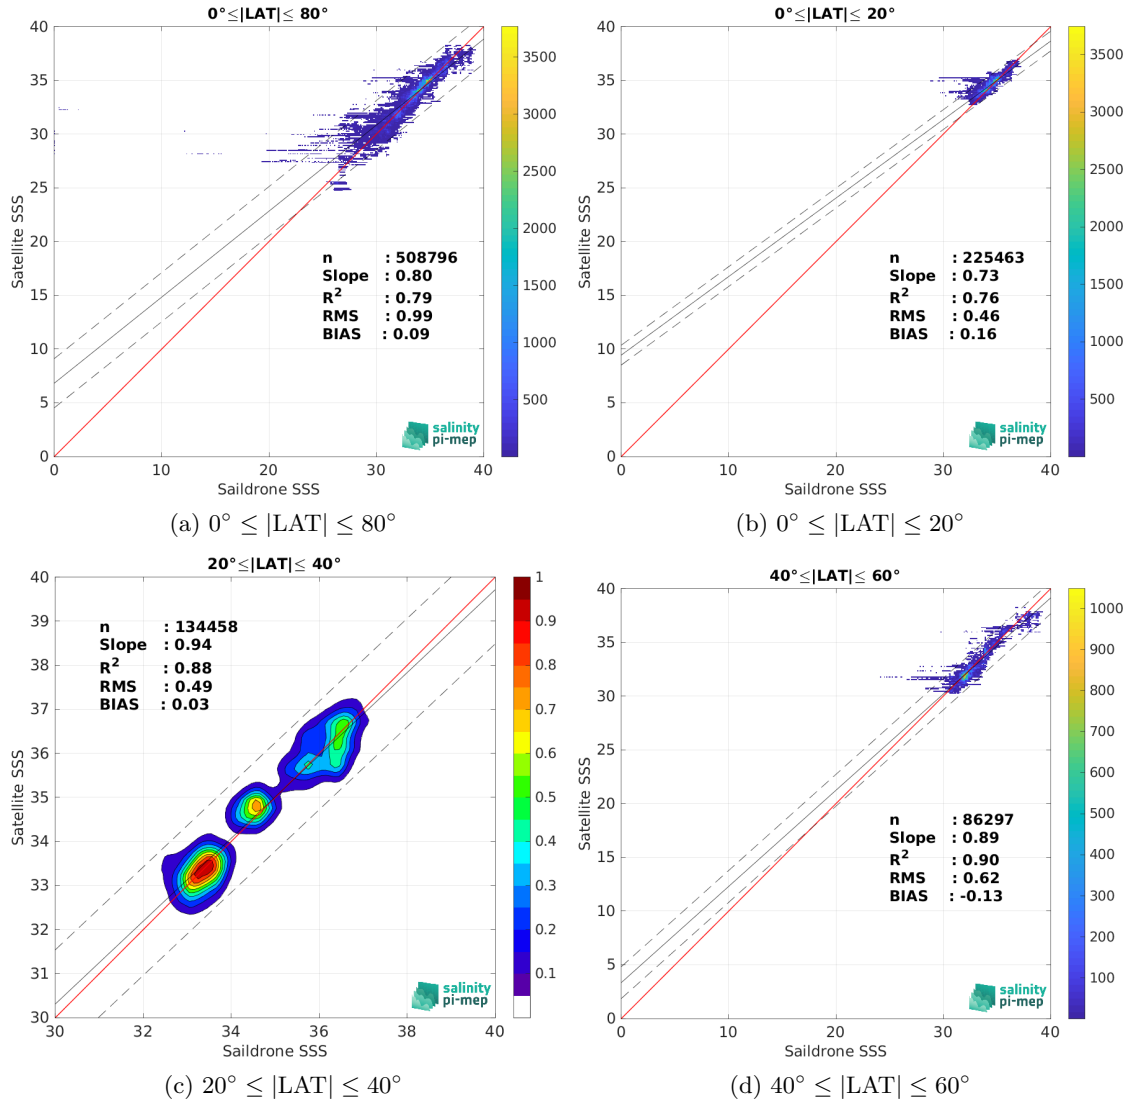 0°≤|LAT|≤ 80°
40
35
30
25
20
15
10
5
0
Satellite SSS
n : 508796
Slope : 0.80
R² : 0.79
RMS : 0.99
BIAS : 0.09
salinity
pi-mep
0 10 20 30 40
Saildrone SSS
3500
3000
2500
2000
1500
1000
500
(a) 0° ≤ |LAT| ≤ 80°
0°≤|LAT|≤ 20°
40
35
30
25
20
15
10
5
0
Satellite SSS
n : 225463
Slope : 0.73
R² : 0.76
RMS : 0.46
BIAS : 0.16
salinity
pi-mep
0 10 20 30 40
Saildrone SSS
3500
3000
2500
2000
1500
1000
500
(b) 0° ≤ |LAT| ≤ 20°
20°≤|LAT|≤ 40°
40
39
38
37
36
35
34
33
32
31
30
Satellite SSS
n : 134458
Slope : 0.94
R² : 0.88
RMS : 0.49
BIAS : 0.03
salinity
pi-mep
30 32 34 36 38 40
Saildrone SSS
1
0.9
0.8
0.7
0.6
0.5
0.4
0.3
0.2
0.1
(c) 20° ≤ |LAT| ≤ 40°
40°≤|LAT|≤ 60°
40
35
30
25
20
15
10
5
0
Satellite SSS
n : 86297
Slope : 0.89
R² : 0.90
RMS : 0.62
BIAS : -0.13
salinity
pi-mep
0 10 20 30 40
Saildrone SSS
1000
900
800
700
600
500
400
300
200
100
(d) 40° ≤ |LAT| ≤ 60°